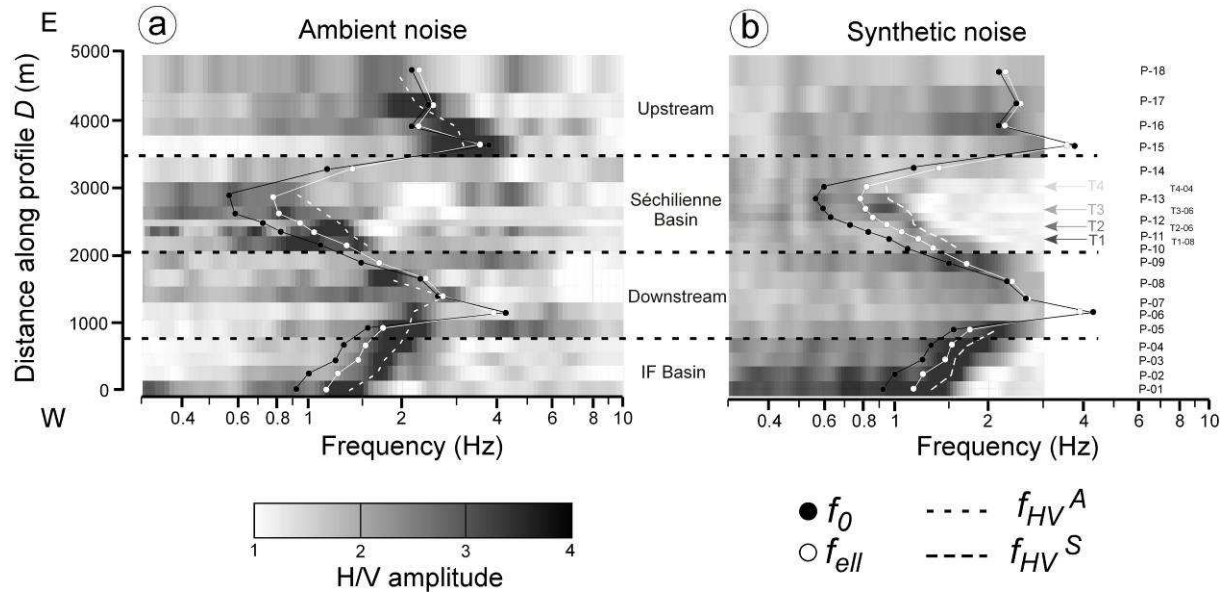 E
a
Ambient noise
b
Synthetic noise
Distance along profile D (m)
5000
4000
3000
2000
1000
0
W
Upstream
Séchilienne
Basin
Downstream
IF Basin
T4
T3
T2
T1
P-18
P-17
P-16
P-15
P-14
T4-04
P-13
T3-06
P-12
T2-06
P-11
T1-08
P-10
P-09
P-08
P-07
P-06
P-05
P-04
P-03
P-02
P-01
0.4 0.6 0.8 1 2 4 6 8 10
0.4 0.6 0.8 1 2 4 6 8 10
Frequency (Hz)
Frequency (Hz)
1 2 3 4
H/V amplitude
f0
fHV A
fell
fHV S